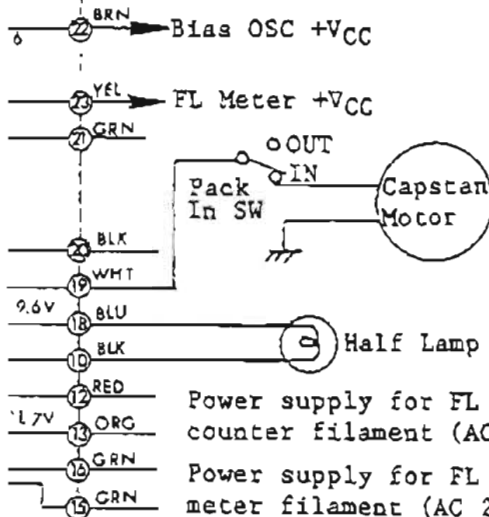 22 BRN Bias OSC +VCC
23 YEL FL Meter +VCC
21 GRN
OUT
IN
Pack
In SW
Capstan
Motor
20 BLK
19 WHT
9.6V
18 BLU
Half Lamp
10 BLK
12 RED
Power supply for FL
1.7V
13 ORG
counter filament (AC
16 GRN
Power supply for FL
15 GRN
meter filament (AC 2